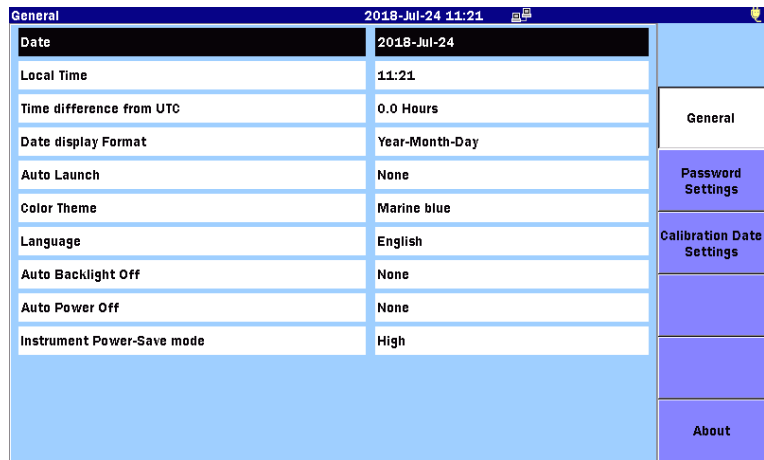 General 2018-Jul-24 11:21
Date 2018-Jul-24
Local Time 11:21
Time difference from UTC 0.0 Hours
Date display Format Year-Month-Day
Auto Launch None
Color Theme Marine blue
Language English
Auto Backlight Off None
Auto Power Off None
Instrument Power-Save mode High
General
Password
Settings
Calibration Date
Settings
About